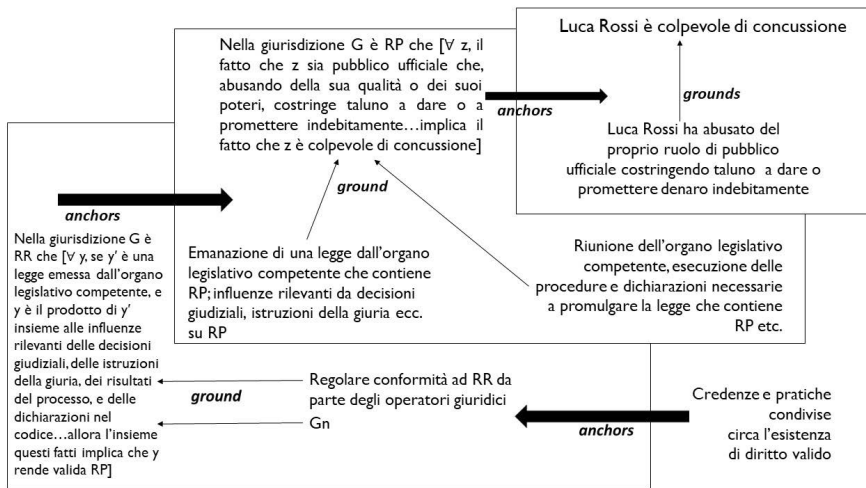 Luca Rossi è colpevole di concussione
grounds
Luca Rossi ha abusato del
proprio ruolo di pubblico
ufficiale costringendo taluno a dare o
promettere denaro indebitamente
Nella giurisdizione G è RP che [∀ z, il
fatto che z sia pubblico ufficiale che,
abusando della sua qualità o dei suoi
poteri, costringe taluno a dare o a
promettere indebitamente…implica il
fatto che z è colpevole di concussione]
anchors
ground
Emanazione di una legge dall'organo
legislativo competente che contiene
RP; influenze rilevanti da decisioni
giudiziali, istruzioni della giuria ecc.
su RP
Riunione dell'organo legislativo
competente, esecuzione delle
procedure e dichiarazioni necessarie
a promulgare la legge che contiene
RP etc.
anchors
Nella giurisdizione G è
RR che [∀ y, se y' è una
legge emessa dall'organo
legislativo competente, e
y è il prodotto di y'
insieme alle influenze
rilevanti delle decisioni
giudiziali, delle istruzioni
della giuria, dei risultati
del processo, e delle
dichiarazioni nel
codice…allora l'insieme
questi fatti implica che y
rende valida RP]
ground
Regolare conformità ad RR da
parte degli operatori giuridici
Gn
anchors
Credenze e pratiche
condivise
circa l'esistenza
di diritto valido